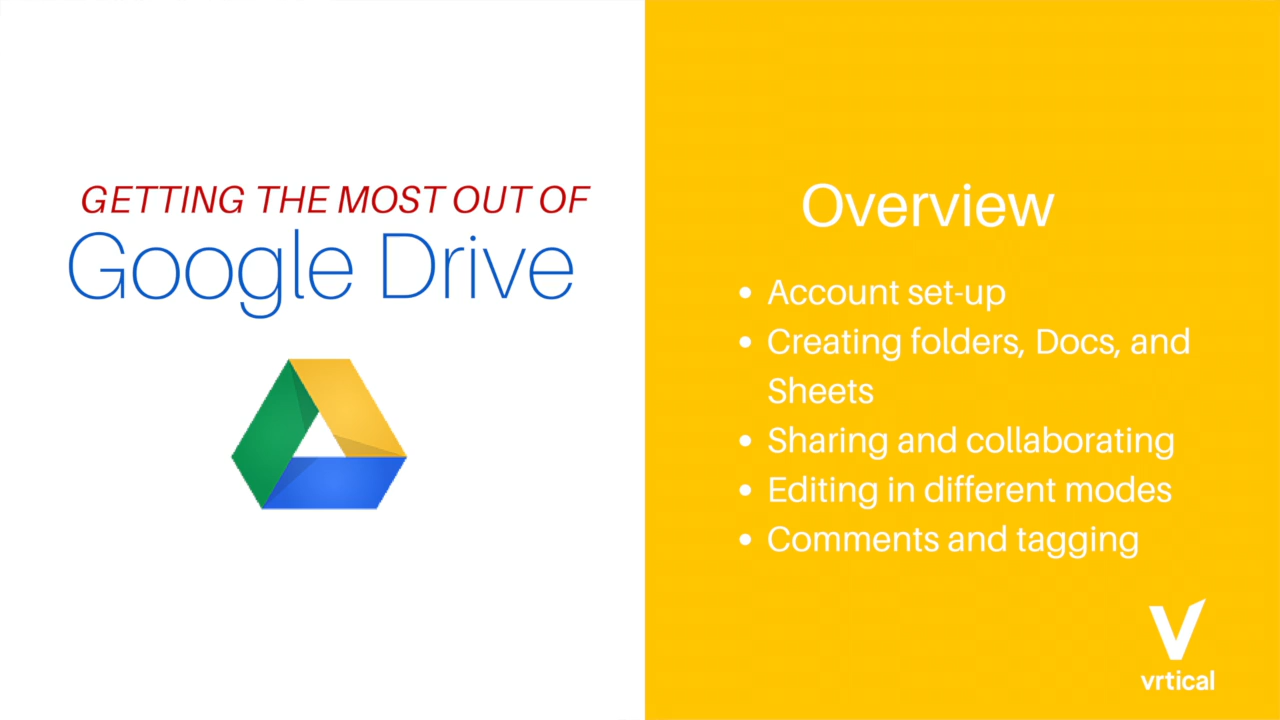 GETTING THE MOST OUT OF
Google Drive
Overview
• Account set-up
• Creating folders, Docs, and
Sheets
• Sharing and collaborating
• Editing in different modes
• Comments and tagging
vrtical